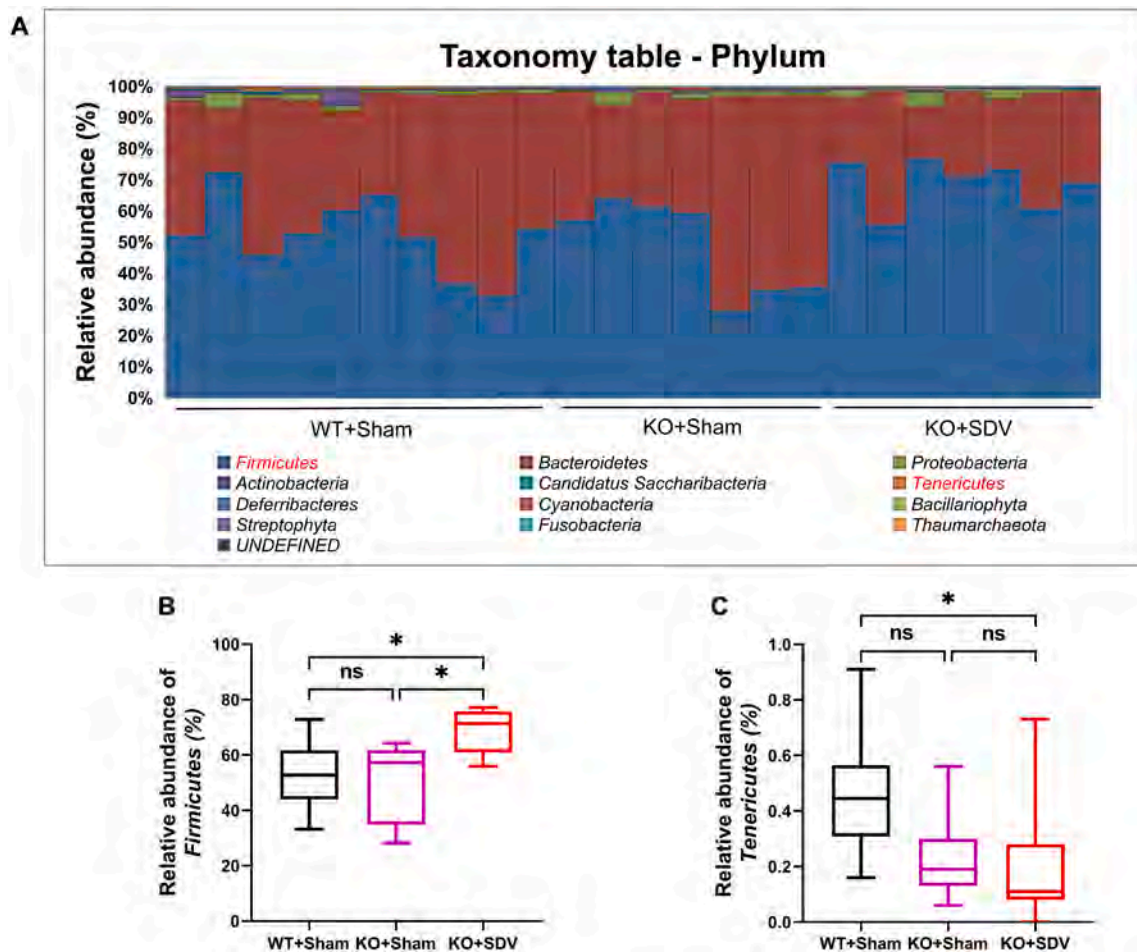 A
Taxonomy table - Phylum
Relative abundance (%)
100%
90%
80%
70%
60%
50%
40%
30%
20%
10%
0%
WT+Sham KO+Sham KO+SDV
Firmicutes Bacteroidetes Proteobacteria
Actinobacteria Candidatus Saccharibacteria Tenericutes
Deferribacteres Cyanobacteria Bacillariophyta
Streptophyta Fusobacteria Thaumarchaeota
UNDEFINED
B
Relative abundance of
Firmicutes (%)
100
80
60
40
20
0
*
ns *
WT+Sham KO+Sham KO+SDV
C
Relative abundance of
Tenericutes (%)
1.0
0.8
0.6
0.4
0.2
0.0
*
ns ns
WT+Sham KO+Sham KO+SDV